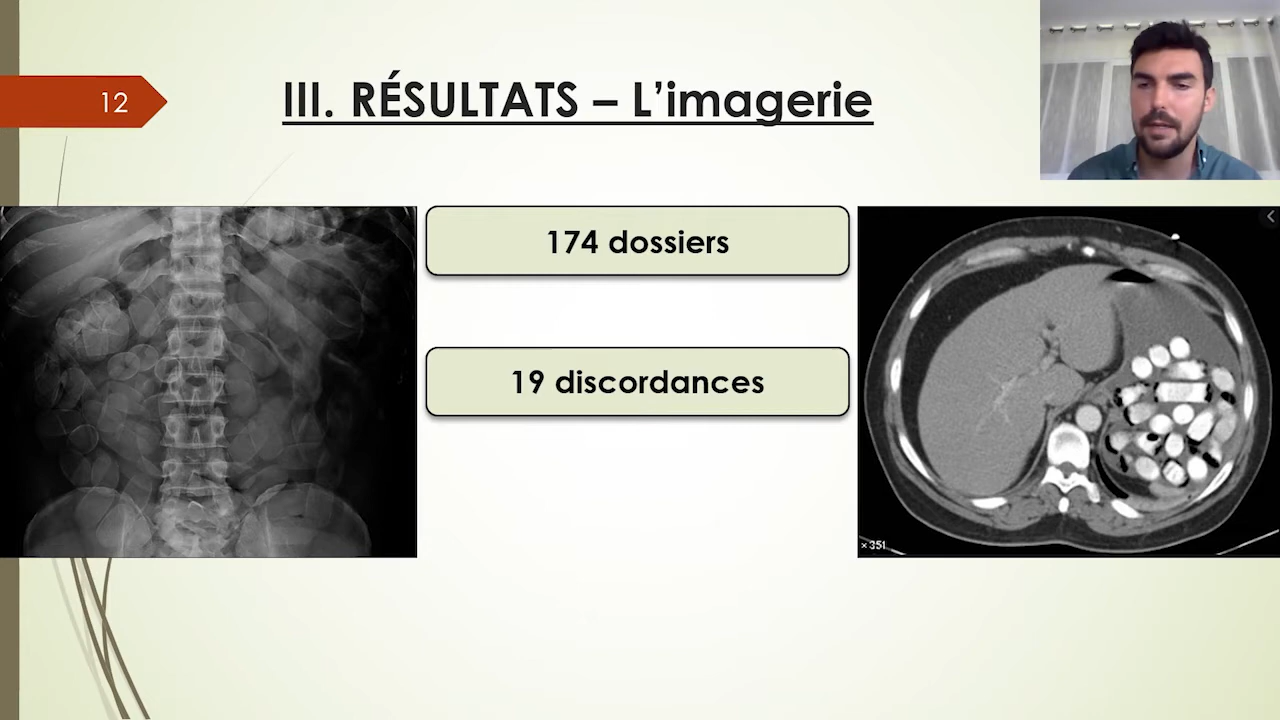 12
III. RÉSULTATS – L’imagerie
174 dossiers
19 discordances
× 351